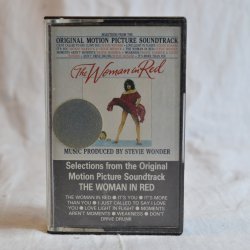 SELECTIONS FROM THE
ORIGINAL MOTION PICTURE SOUNDTRACK
The Woman in Red
MUSIC PRODUCED BY STEVIE WONDER
Selections from the Original
Motion Picture Soundtrack
THE WOMAN IN RED
THE WOMAN IN RED ● IT'S YOU ● IT'S MORE
THAN YOU ● I JUST CALLED TO SAY I LOVE
YOU ● LOVE LIGHT IN FLIGHT ● MOMENTS
AREN'T MOMENTS ● WEAKNESS ● DON'T
DRIVE DRUNK